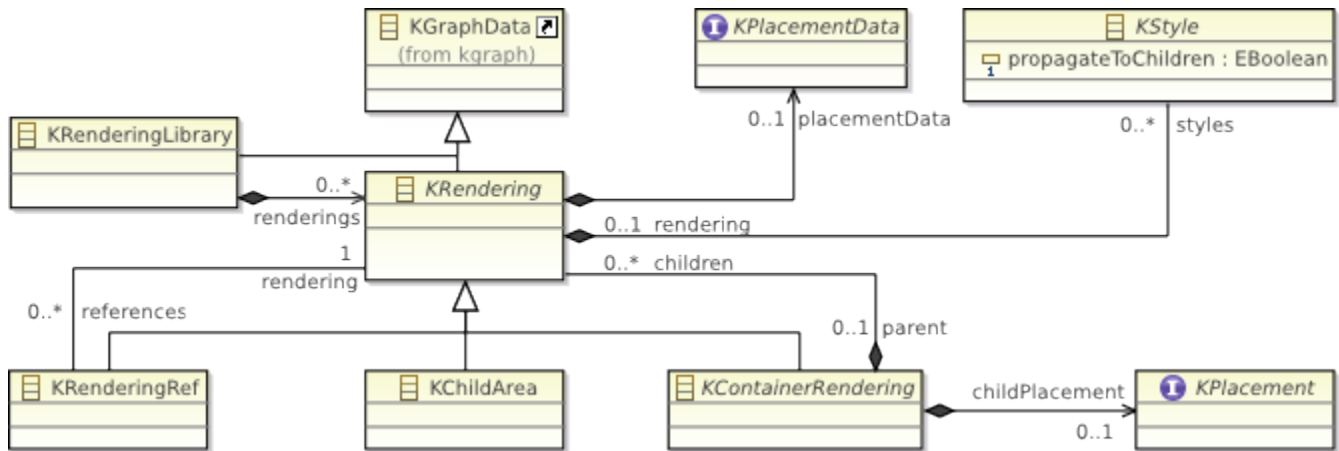 KGraphData
(from kgraph)
I KPlacementData
KStyle
1 propagateToChildren : EBoolean
KRenderingLibrary
0..1 placementData
0..* styles
KRendering
0..*
renderings
0..1 rendering
1
rendering
0..* children
0..* references
0..1 parent
KRenderingRef
KChildArea
KContainerRendering
childPlacement
0..1
I KPlacement